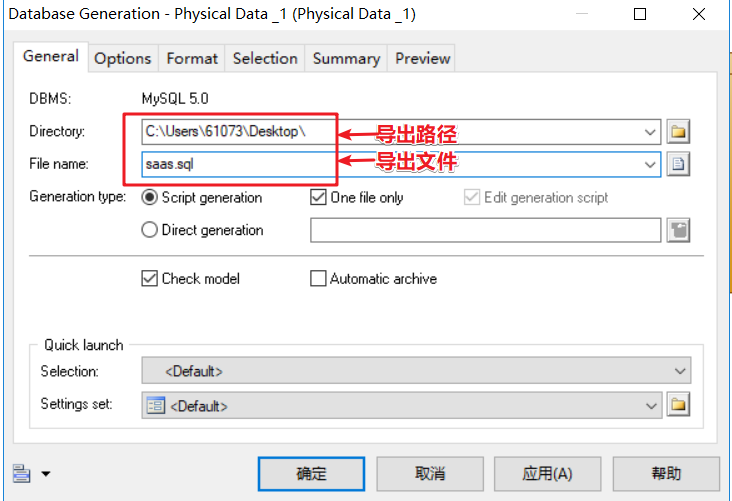 Database Generation - Physical Data _1 (Physical Data _1)
General Options Format Selection Summary Preview
DBMS: MySQL 5.0
Directory: C:\Users\61073\Desktop\ 导出路径
File name: saas.sql 导出文件
Generation type: Script generation One file only Edit generation script
Direct generation
Check model Automatic archive
Quick launch
Selection: <Default>
Settings set: <Default>
确定 取消 应用(A) 帮助